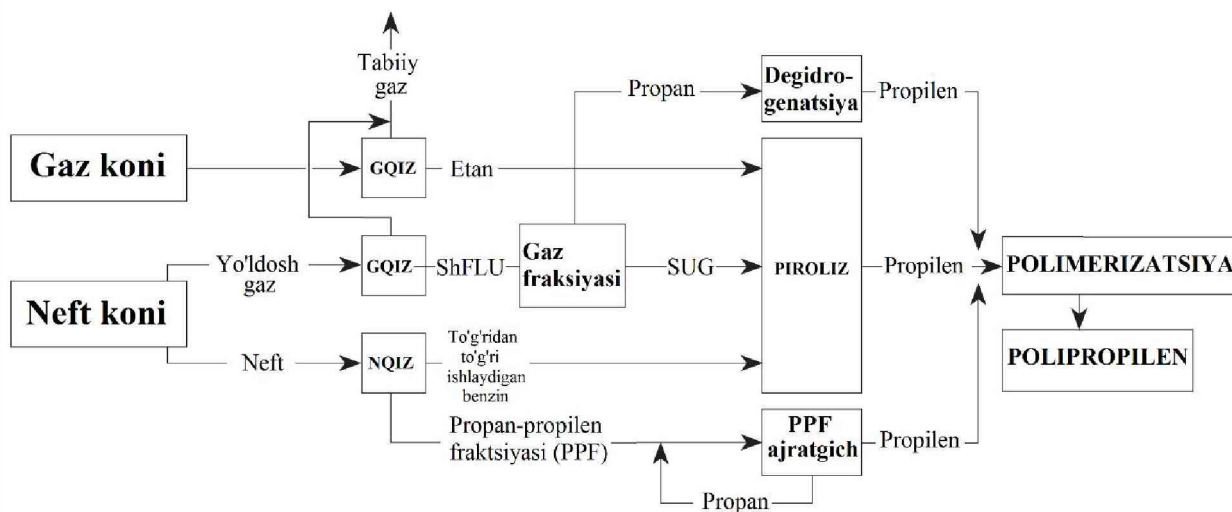 Tabiiy
gaz
Propan
Degidro-
genatsiya
Propilen
Gaz koni
GQIZ
Etan
Yo'ldosh
gaz
GQIZ
ShFLU
Gaz
fraksiyasi
SUG
PIROLIZ
Propilen
POLIMERIZATSIYA
Neft koni
Neft
NQIZ
To'g'ridan
to'g'ri
ishlaydigan
benzin
POLIPROPILEN
Propan-propilen
fraktsiyasi (PPF)
PPF
ajratgich
Propilen
Propan